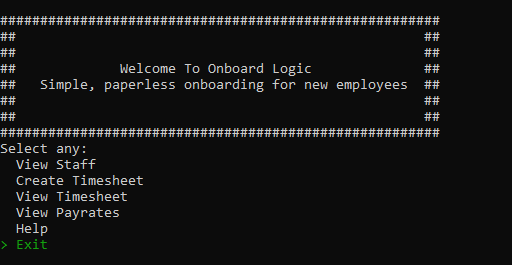 #######################################################
##                                                   ##
##                                                   ##
##             Welcome To Onboard Logic              ##
##   Simple, paperless onboarding for new employees  ##
##                                                   ##
##                                                   ##
#######################################################
Select any:
  View Staff
  Create Timesheet
  View Timesheet
  View Payrates
  Help
> Exit